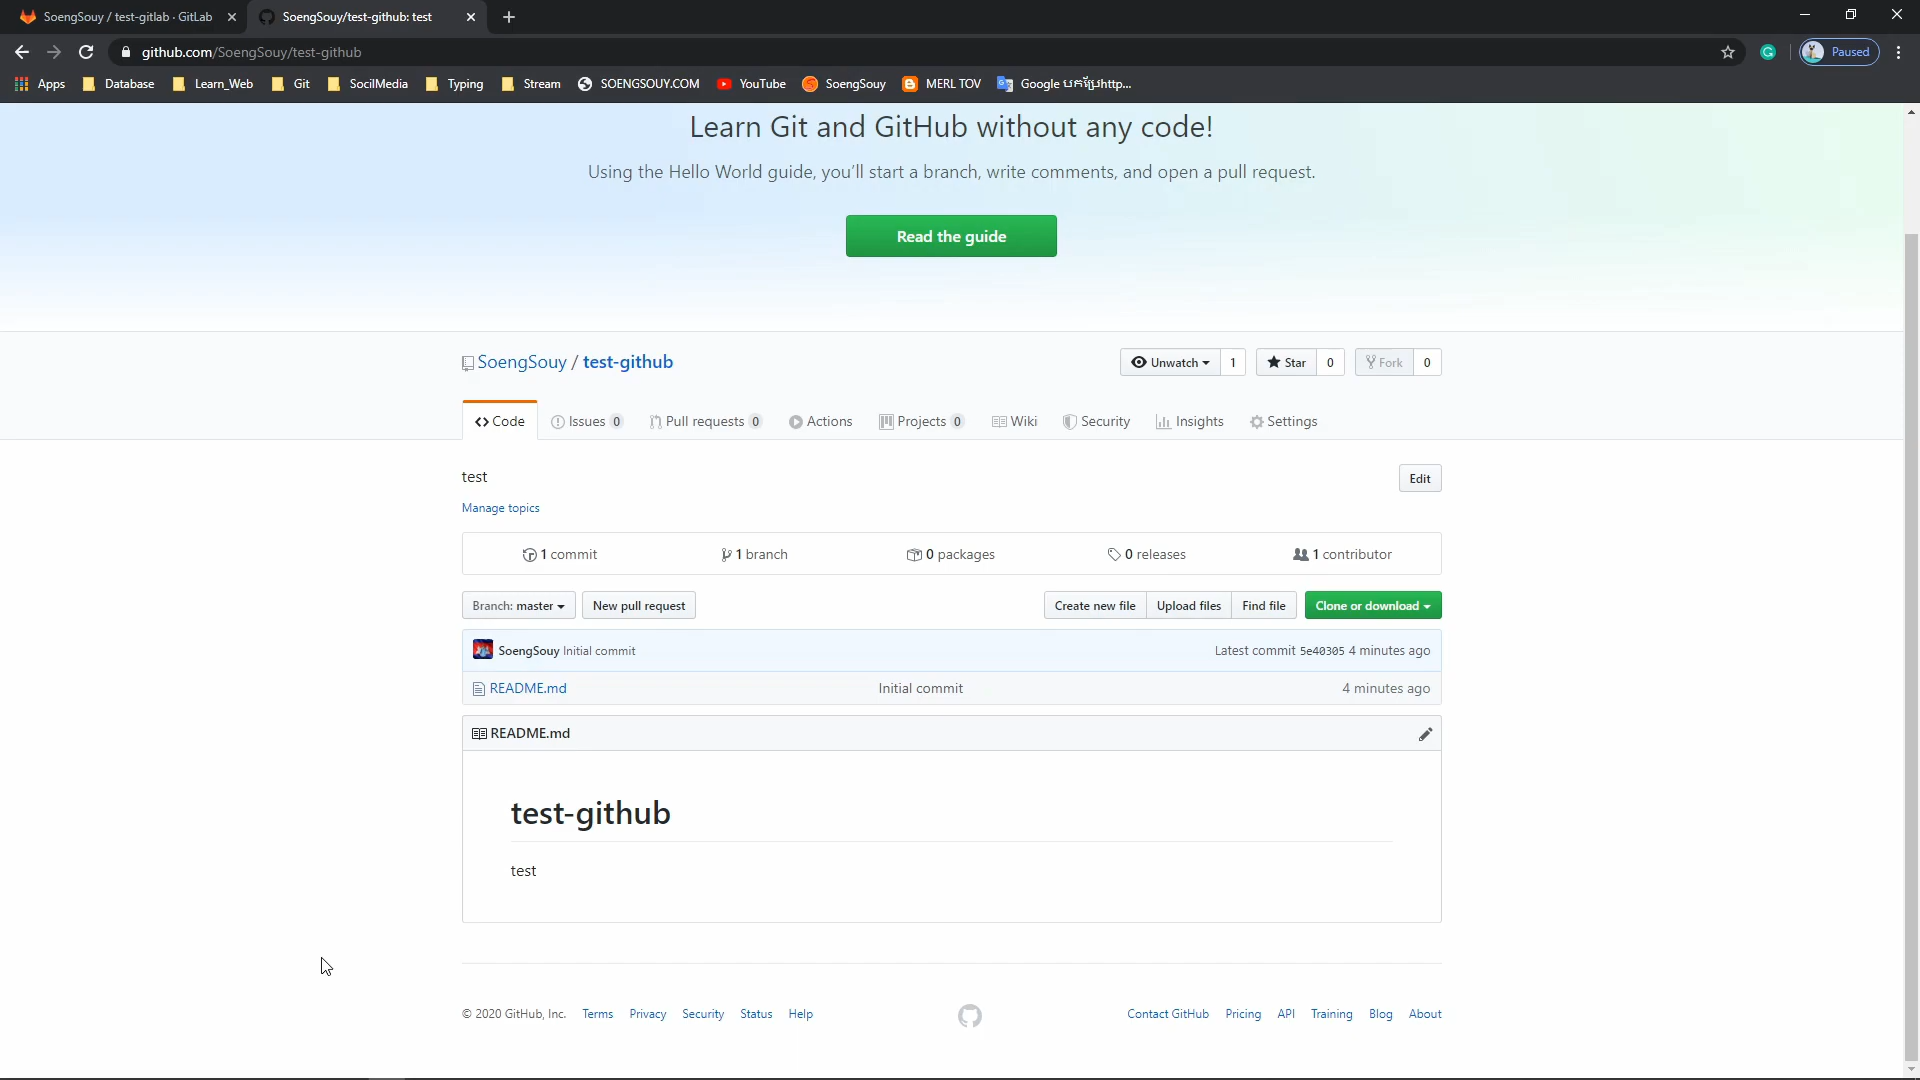 SoengSouy / test-gitlab · GitLab
SoengSouy/test-github: test
github.com/SoengSouy/test-github
Paused
Apps
Database
Learn_Web
Git
SocilMedia
Typing
Stream
SOENGSOUY.COM
YouTube
SoengSouy
MERL TOV
Google បកប្រែhttp...
Learn Git and GitHub without any code!
Using the Hello World guide, you’ll start a branch, write comments, and open a pull request.
Read the guide
SoengSouy / test-github
Unwatch 1
Star 0
Fork 0
Code
Issues 0
Pull requests 0
Actions
Projects 0
Wiki
Security
Insights
Settings
test
Edit
Manage topics
1 commit
1 branch
0 packages
0 releases
1 contributor
Branch: master
New pull request
Create new file
Upload files
Find file
Clone or download
SoengSouy Initial commit
Latest commit 5e40305 4 minutes ago
README.md
Initial commit
4 minutes ago
README.md
test-github
test
© 2020 GitHub, Inc.
Terms
Privacy
Security
Status
Help
Contact GitHub
Pricing
API
Training
Blog
About